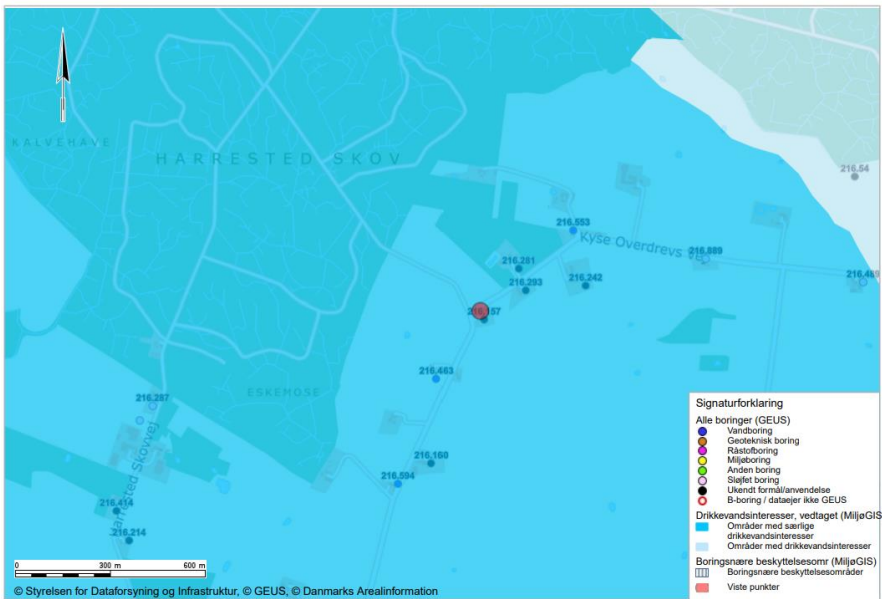 KALVEHAVE
HARRESTED SKOV
216.54
216.553
Kyse Overdrevs Vej
216.889
216.281
216.469
216.293
216.242
216.157
216.463
ESKEMOSE
216.287
Harrested Skovvej
216.160
216.594
216.414
216.214
0 300 m 600 m
© Styrelsen for Dataforsyning og Infrastruktur, © GEUS, © Danmarks Arealinformation
Signaturforklaring
Alle boringer (GEUS)
Vandboring
Geoteknisk boring
Råstofboring
Miljøboring
Anden boring
Sløjfet boring
Ukendt formål/anvendelse
B-boring / dataejer ikke GEUS
Drikkevandsinteresser, vedtaget (MiljøGIS
Områder med særlige
drikkevandsinteresser
Områder med drikkevandsinteresser
Boringsnære beskyttelsesomr (MiljøGIS)
Boringsnære beskyttelsesområder
Viste punkter